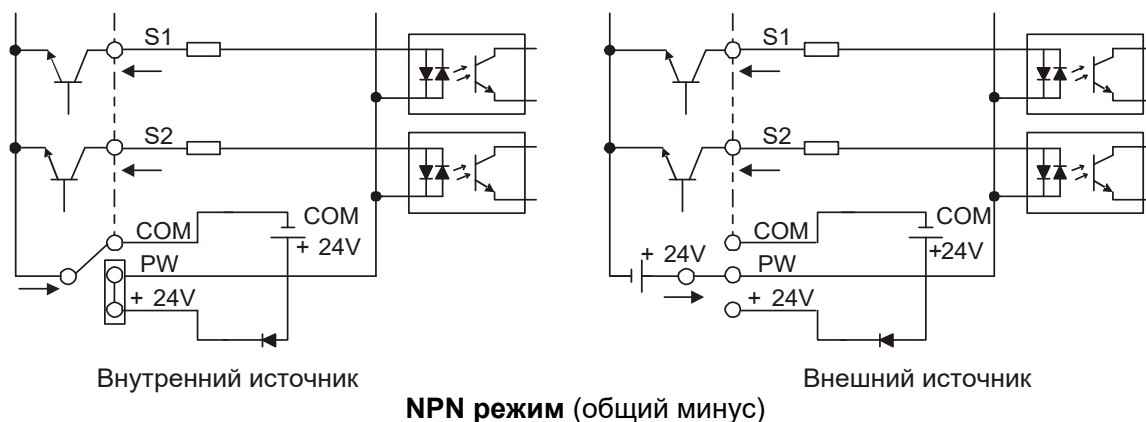 S1
S2
COM
COM
+ 24V
PW
+ 24V
Внутренний источник
S1
S2
COM
COM
+24V
+ 24V
PW
+ 24V
Внешний источник
NPN режим (общий минус)